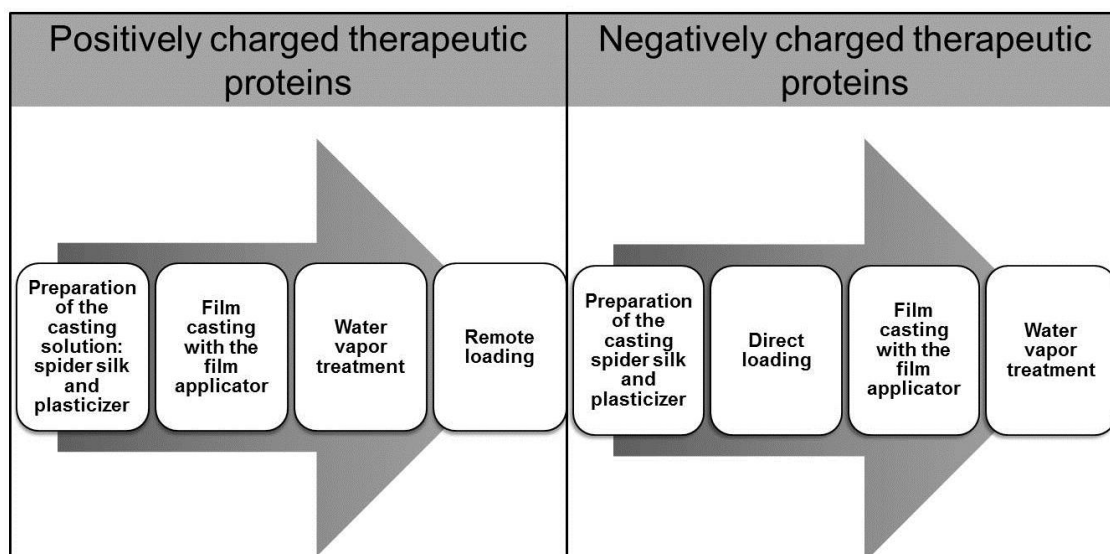 Positively charged therapeutic
proteins
Negatively charged therapeutic
proteins
Preparation
of the
casting
solution:
spider silk
and
plasticizer
Film
casting
with the
film
applicator
Water
vapor
treatment
Remote
loading
Preparation
of the
casting
spider silk
and
plasticizer
Direct
loading
Film
casting
with the
film
applicator
Water
vapor
treatment